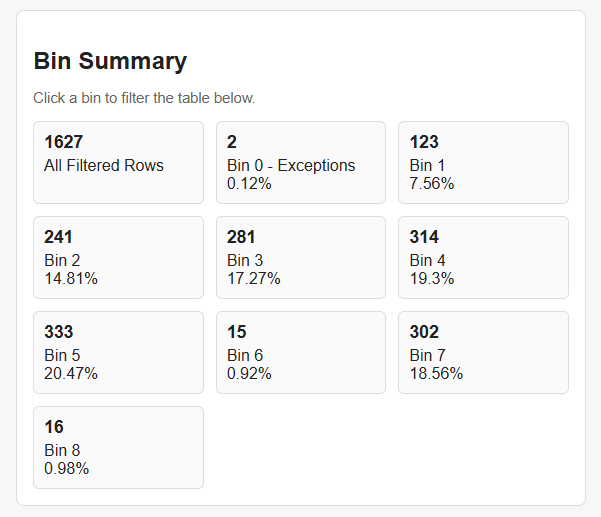 Bin Summary
Click a bin to filter the table below.
1627
All Filtered Rows
2
Bin 0 - Exceptions
0.12%
123
Bin 1
7.56%
241
Bin 2
14.81%
281
Bin 3
17.27%
314
Bin 4
19.3%
333
Bin 5
20.47%
15
Bin 6
0.92%
302
Bin 7
18.56%
16
Bin 8
0.98%